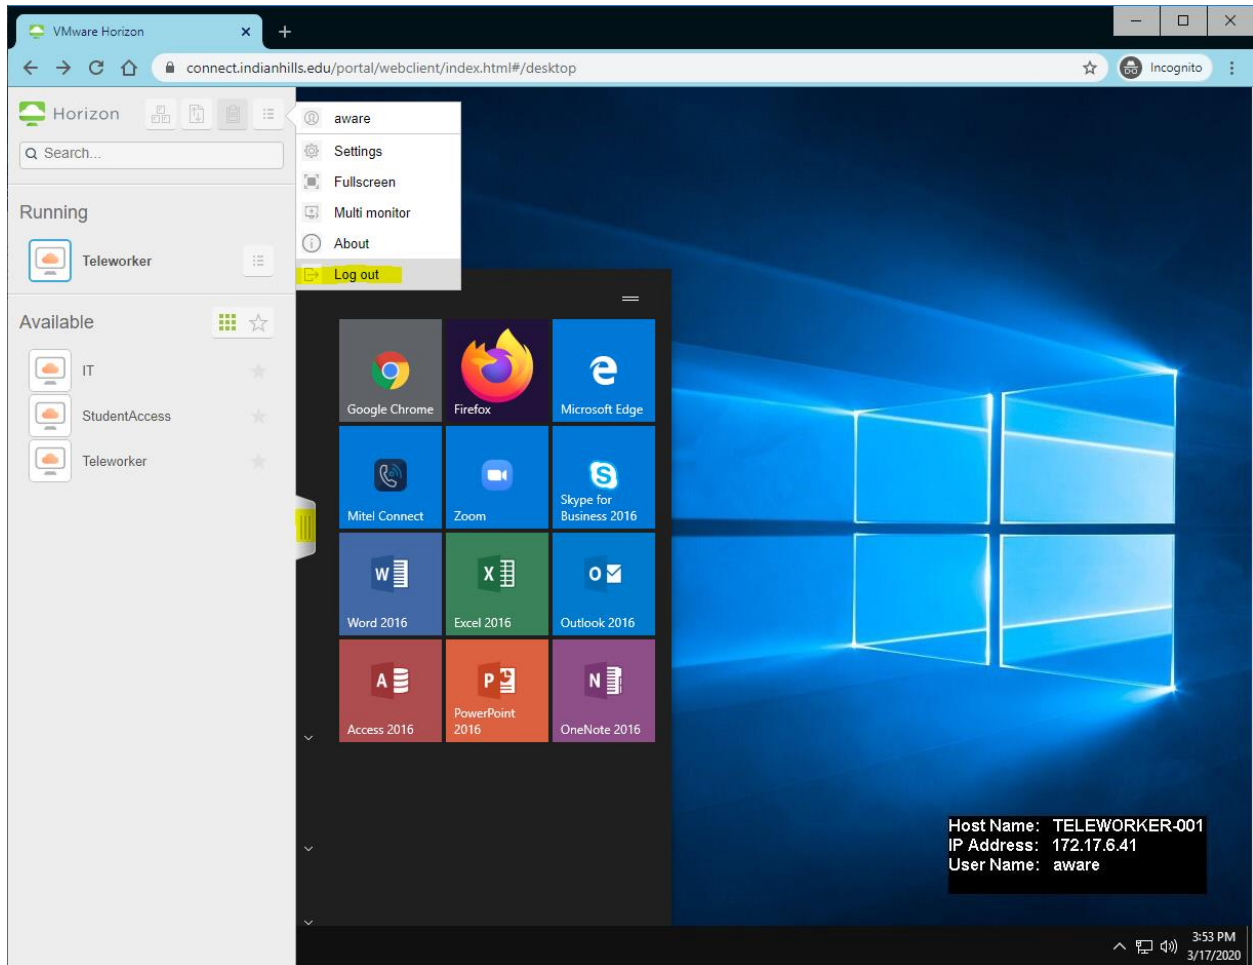 VMware Horizon
connect.indianhills.edu/portal/webclient/index.html#/desktop
Incognito
Horizon
Search...
aware
Settings
Fullscreen
Multi monitor
About
Log out
Running
Teleworker
Available
IT
StudentAccess
Teleworker
Google Chrome
Firefox
Microsoft Edge
Mitel Connect
Zoom
Skype for
Business 2016
Word 2016
Excel 2016
Outlook 2016
Access 2016
PowerPoint
2016
OneNote 2016
Host Name: TELEWORKER-001
IP Address: 172.17.6.41
User Name: aware
3:53 PM
3/17/2020